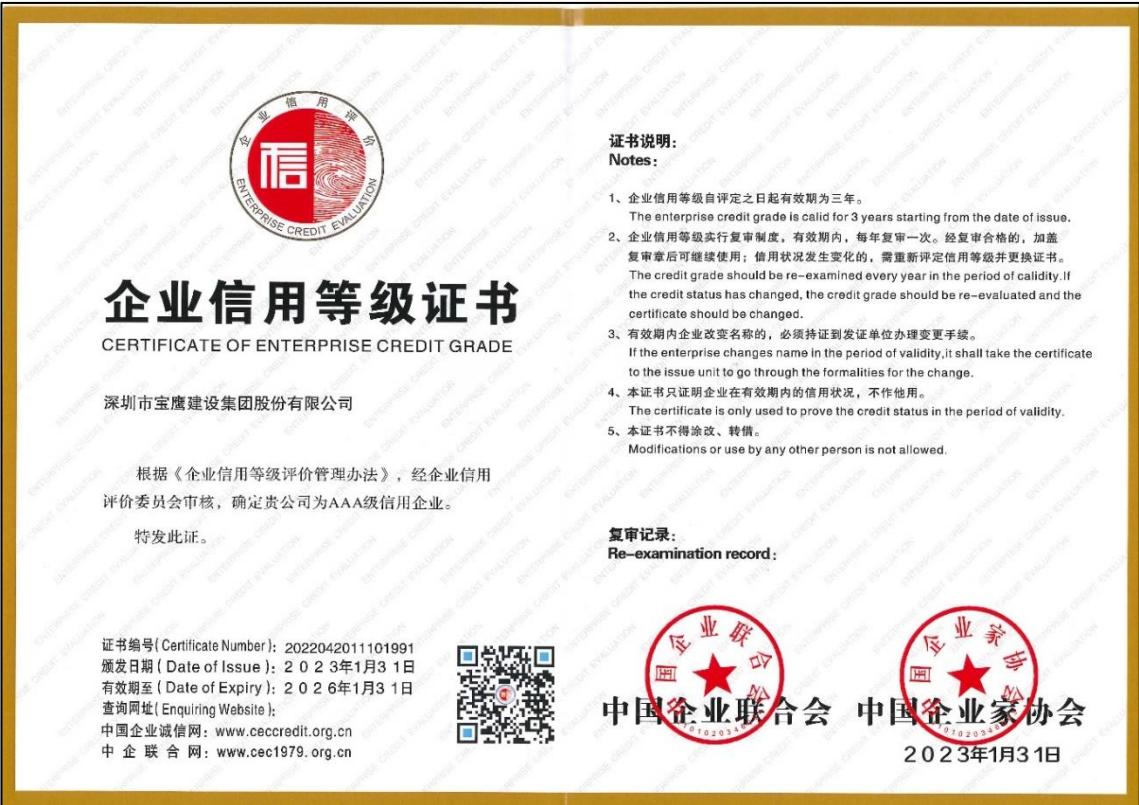 企业信用评价
信
ENTERPRISE CREDIT EVALUATION
企业信用等级证书
CERTIFICATE OF ENTERPRISE CREDIT GRADE
深圳市宝鹰建设集团股份有限公司
根据《企业信用等级评价管理办法》，经企业信用
评价委员会审核，确定贵公司为AAA级信用企业。
特发此证。
证书编号(Certificate Number)：2022042011101991
颁发日期(Date of Issue)：2023年1月31日
有效期至(Date of Expiry)：2026年1月31日
查询网址(Enquiring Website)：
中国企业诚信网：www.ceccredit.org.cn
中企联合网：www.cec1979.org.cn
证书说明：
Notes：
1、企业信用等级自评定之日起有效期为三年。
The enterprise credit grade is calid for 3 years starting from the date of issue.
2、企业信用等级实行复审制度，有效期内，每年复审一次。经复审合格的，加盖
复审章后可继续使用；信用状况发生变化的，需重新评定信用等级并更换证书。
The credit grade should be re-examined every year in the period of calidity.If
the credit status has changed, the credit grade should be re-evaluated and the
certificate should be changed.
3、有效期内企业改变名称的，必须持证到发证单位办理变更手续。
If the enterprise changes name in the period of validity,it shall take the certificate
to the issue unit to go through the formalities for the change.
4、本证书只证明企业在有效期内的信用状况，不作他用。
The certificate is only used to prove the credit status in the period of validity.
5、本证书不得涂改、转借。
Modifications or use by any other person is not allowed.
复审记录：
Re-examination record：
中国企业联合会
中国企业家协会
中国企业联合会 中国企业家协会
2023年1月31日